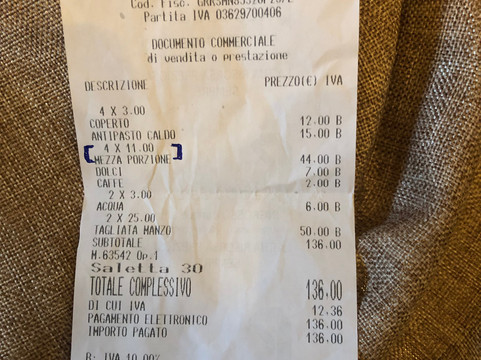 Partita IVA 03629700406
DOCUMENTO COMMERCIALE
di vendita o prestazione
DESCRIZIONE PREZZO(€) IVA
4 X 3.00
COPERTO 12.00 B
ANTIPASTO CALDO 15.00 B
4 X 11.00
MEZZA PORZIONE 44.00 B
DOLCI 7.00 B
CAFFE 2.00 B
2 X 3.00
ACQUA 6.00 B
2 X 25.00
TAGLIATA MANZO 50.00 B
SUBTOTALE 136.00
M.63542 Op.1
Saletta 30
TOTALE COMPLESSIVO 136.00
DI CUI IVA 12.36
PAGAMENTO ELETTRONICO 136.00
IMPORTO PAGATO 136.00
B: IVA 10.00%